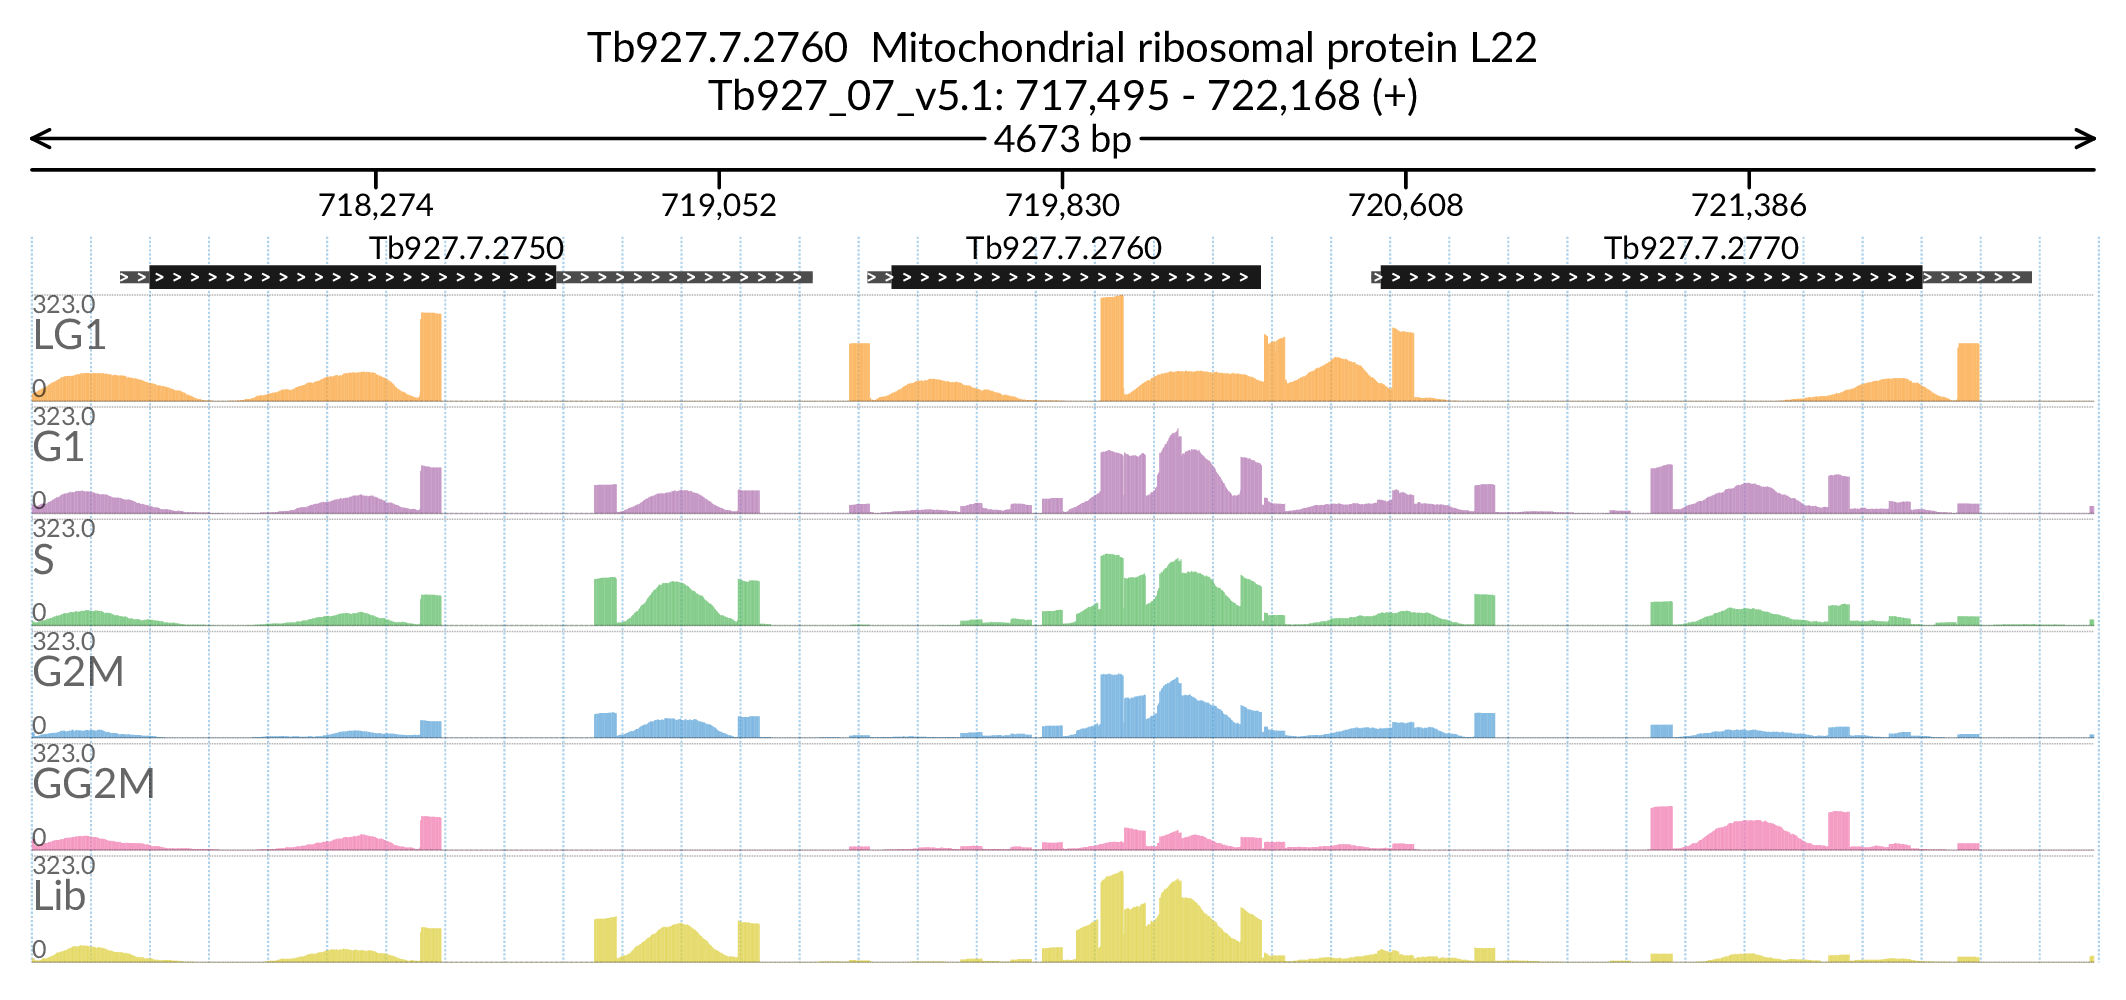 Tb927.7.2760  Mitochondrial ribosomal protein L22
Tb927_07_v5.1: 717,495 - 722,168 (+)
4673 bp
718,274 719,052 719,830 720,608 721,386
Tb927.7.2750 Tb927.7.2760 Tb927.7.2770
323.0
LG1
0
323.0
G1
0
323.0
S
0
323.0
G2M
0
323.0
GG2M
0
323.0
Lib
0